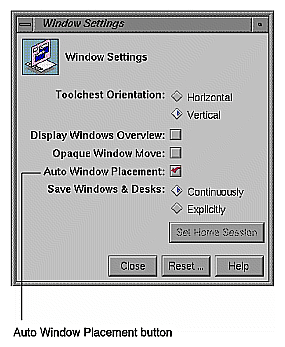 Window Settings
Window Settings
Toolchest Orientation: Horizontal
Vertical
Display Windows Overview:
Opaque Window Move:
Auto Window Placement:
Save Windows & Desks: Continuously
Explicitly
Set Home Session
Close Reset ... Help
Auto Window Placement button